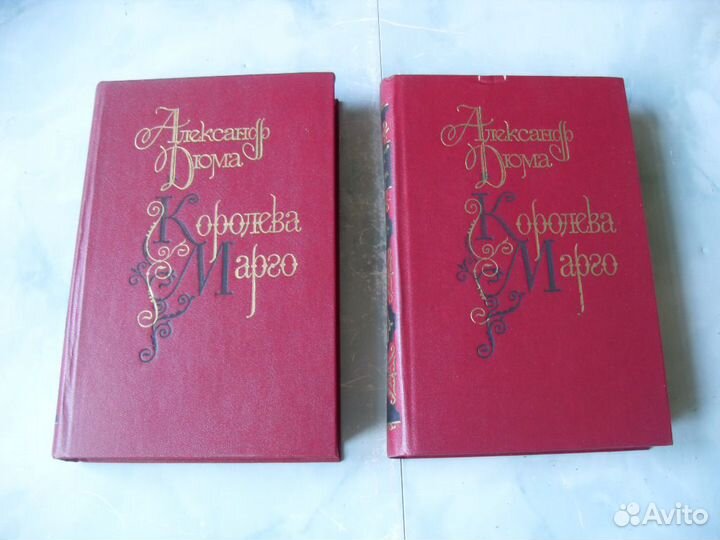 Александр
Дюма
Королева
Марго
Александр
Дюма
Королева
Марго
Avito